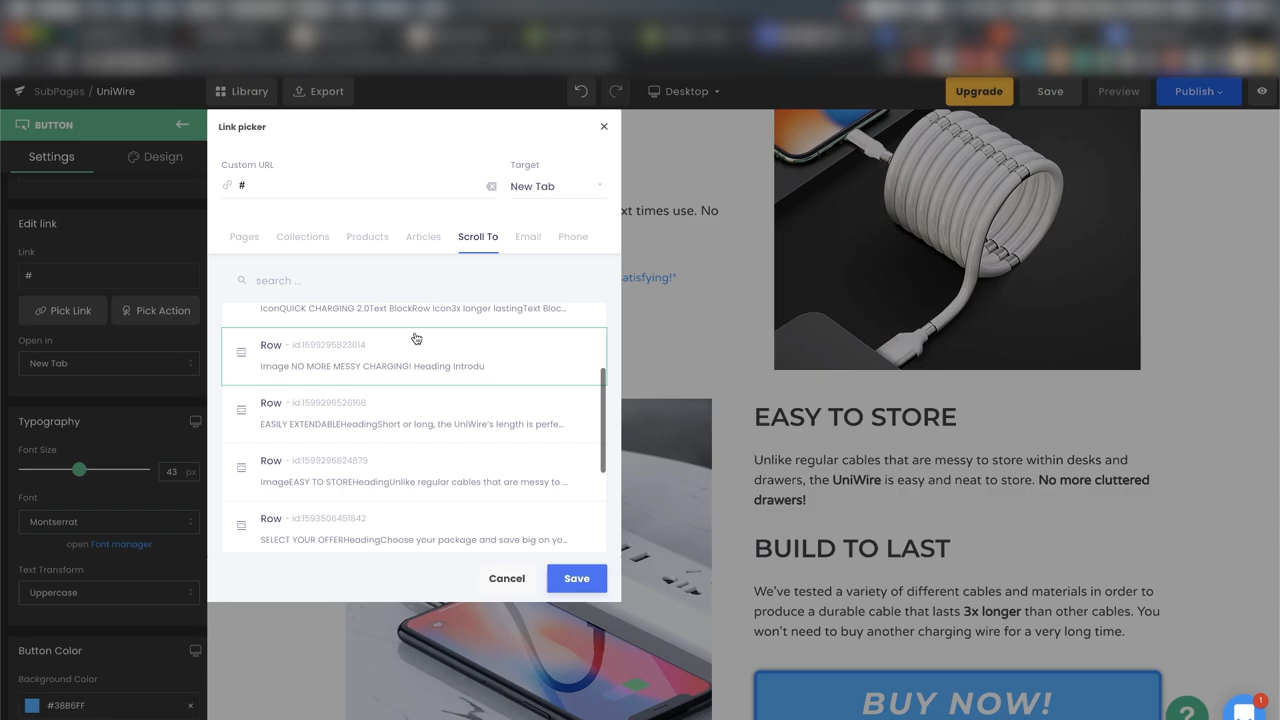 SubPages / UniWire
Library
Export
Desktop
Upgrade
Save
Preview
Publish
BUTTON
Settings
Design
Edit link
Link
#
Pick Link
Pick Action
Open in
New Tab
Typography
Font Size
43 px
Font
Montserrat
open Font manager
Text Transform
Uppercase
Button Color
Background Color
#38B6FF
Link picker
Custom URL
#
Target
New Tab
Pages
Collections
Products
Articles
Scroll To
Email
Phone
search ...
IconQUICK CHARGING 2.0Text BlockRow Icon3x longer lastingText Bloc...
Row - id:1599295823014
Image NO MORE MESSY CHARGING! Heading Introdu
Row - id:1599296526168
EASILY EXTENDABLEHeadingShort or long, the UniWire's length is perfe...
Row - id:1599296824879
ImageEASY TO STOREHeadingUnlike regular cables that are messy to ...
Row - id:1593506451842
SELECT YOUR OFFERHeadingChoose your package and save big on yo...
Cancel
Save
xt times use. No
atisfying!*
EASY TO STORE
Unlike regular cables that are messy to store within desks and
drawers, the UniWire is easy and neat to store. No more cluttered
drawers!
BUILD TO LAST
We've tested a variety of different cables and materials in order to
produce a durable cable that lasts 3x longer than other cables. You
won't need to buy another charging wire for a very long time.
BUY NOW!
?
1